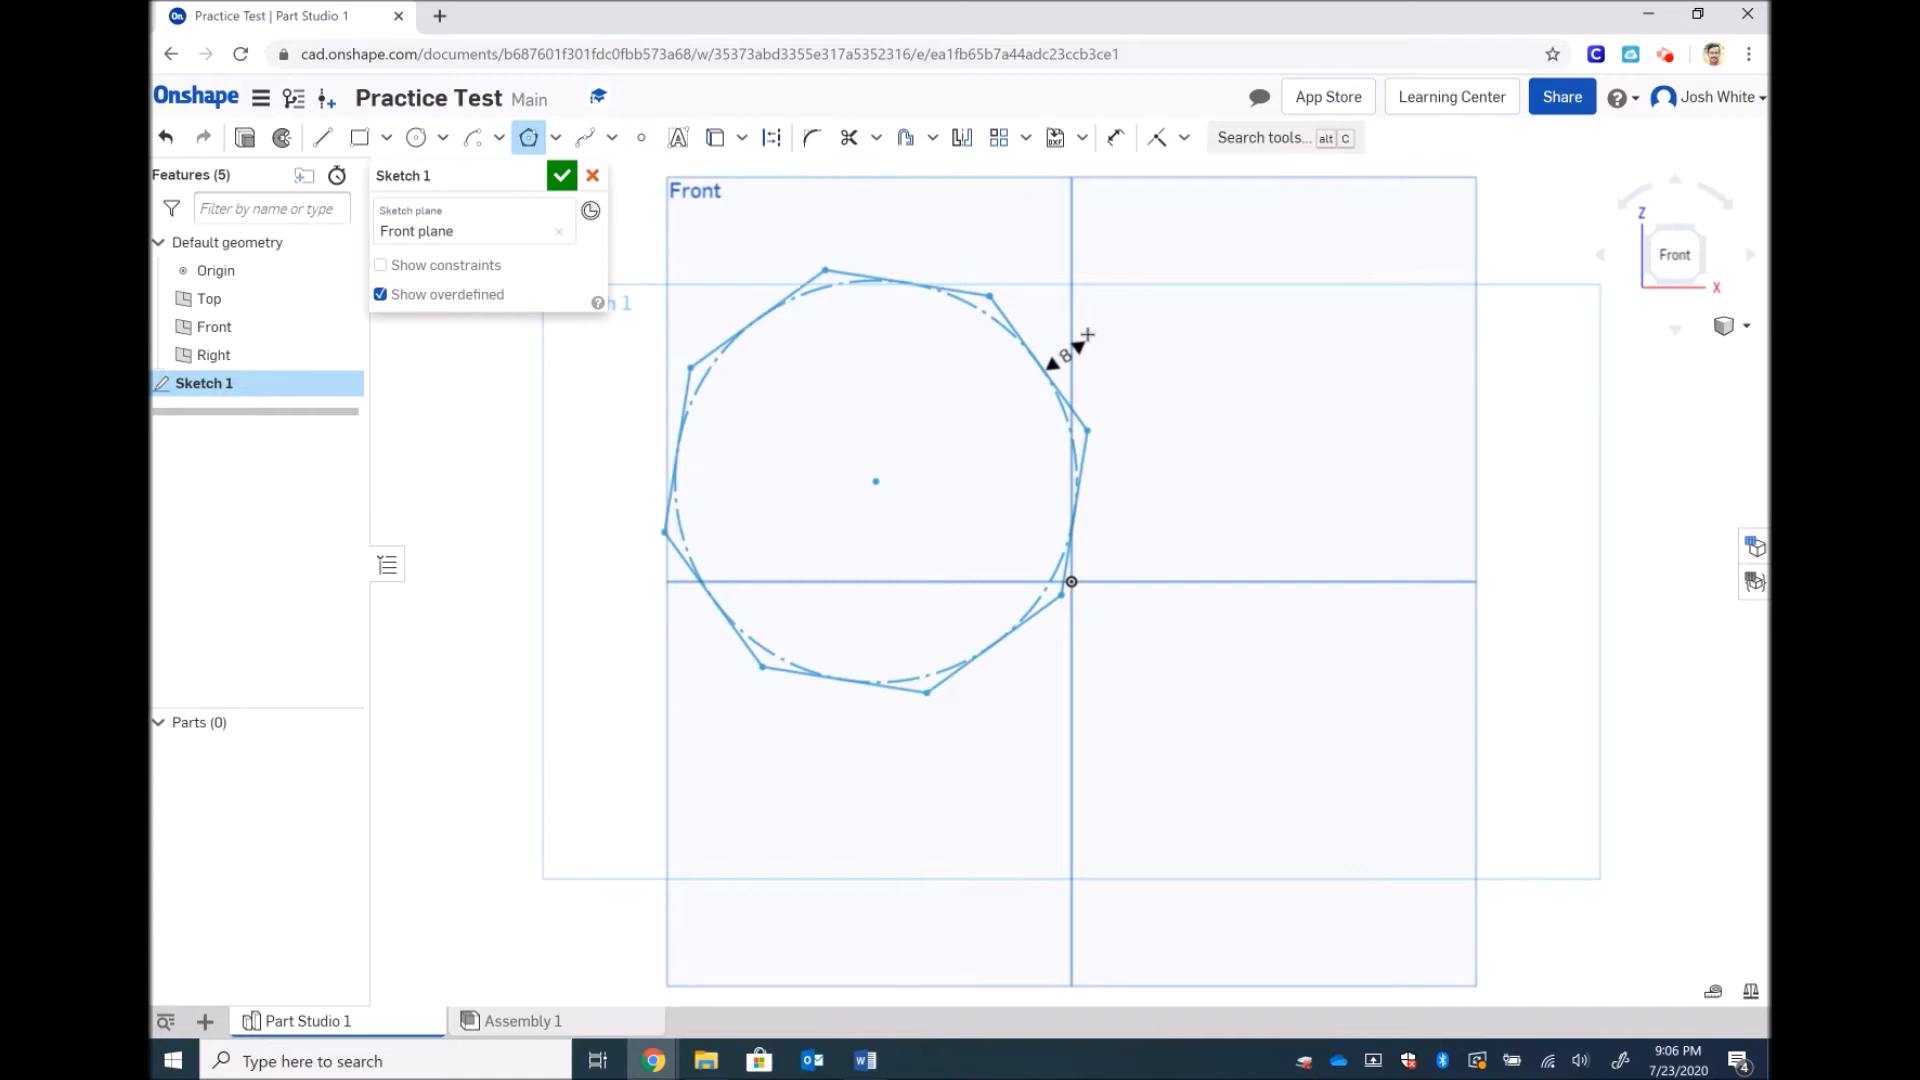 Practice Test | Part Studio 1
cad.onshape.com/documents/b687601f301fdc0fbb573a68/w/35373abd3355e317a5352316/e/ea1fb65b7a44adc23ccb3ce1
Onshape Practice Test Main App Store Learning Center Share Josh White
Search tools... alt C
Features (5)
Filter by name or type
Default geometry
Origin
Top
Front
Right
Sketch 1
Parts (0)
Sketch 1
Sketch plane
Front plane
Show constraints
Show overdefined
h 1
Front
8
Z
Front
X
Part Studio 1
Assembly 1
Type here to search
9:06 PM
7/23/2020
4